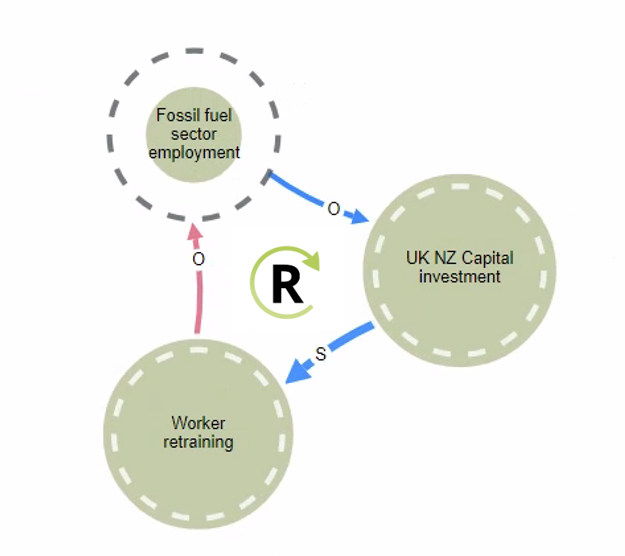 Fossil fuel
sector
employment
O
UK NZ Capital
investment
O
R
S
Worker
retraining